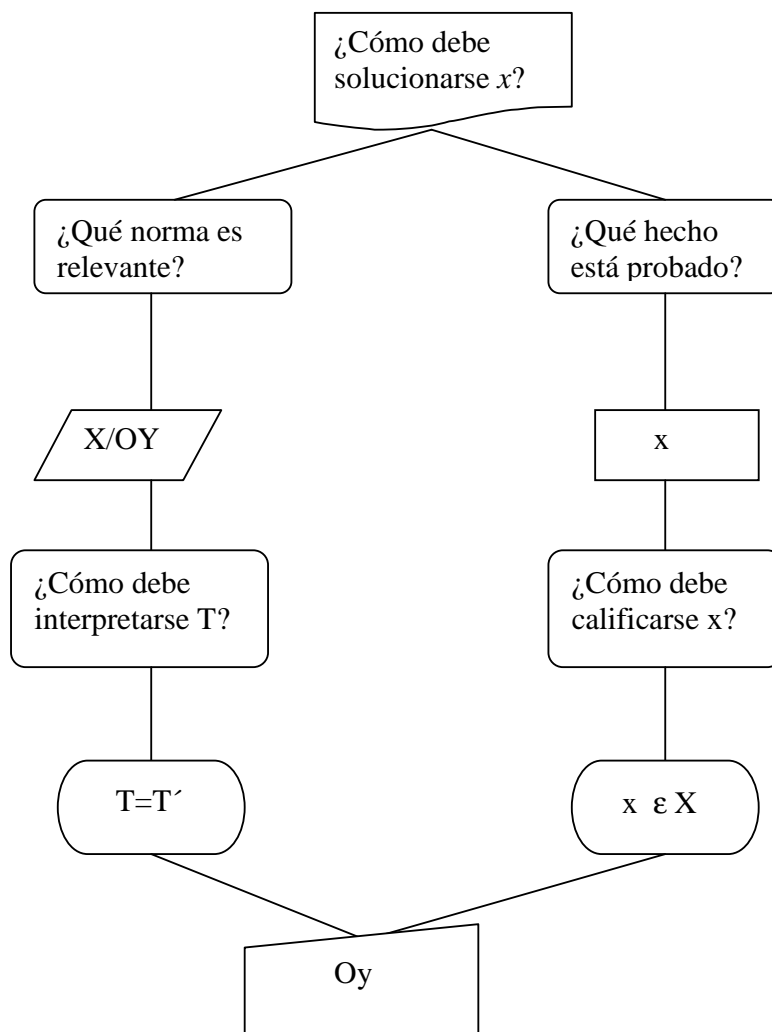 ¿Cómo debe
solucionarse x?
¿Qué norma es
relevante?
¿Qué hecho
está probado?
X/OY
x
¿Cómo debe
interpretarse T?
¿Cómo debe
calificarse x?
T=T´
x ε X
Oy